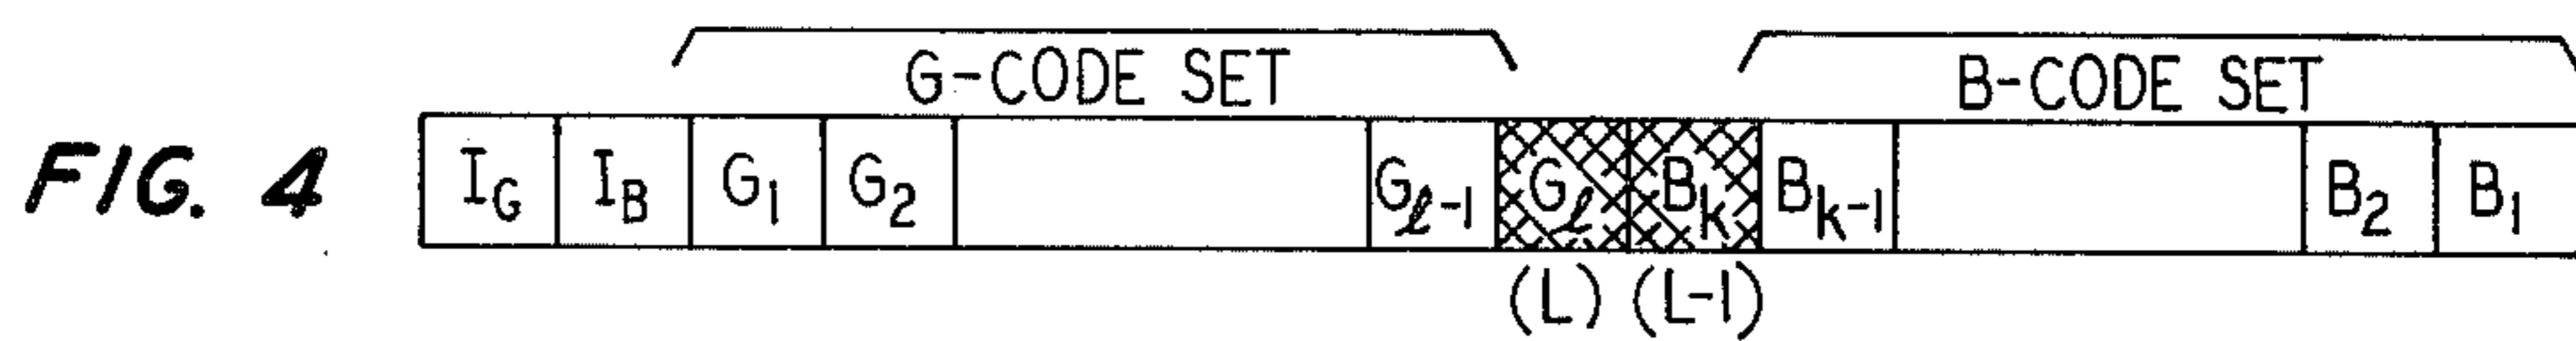 G-CODE SET B-CODE SET
FIG. 4 I_G I_B G_1 G_2 G_ℓ-1 G_ℓ B_k B_k-1 B_2 B_1
(L) (L-1)